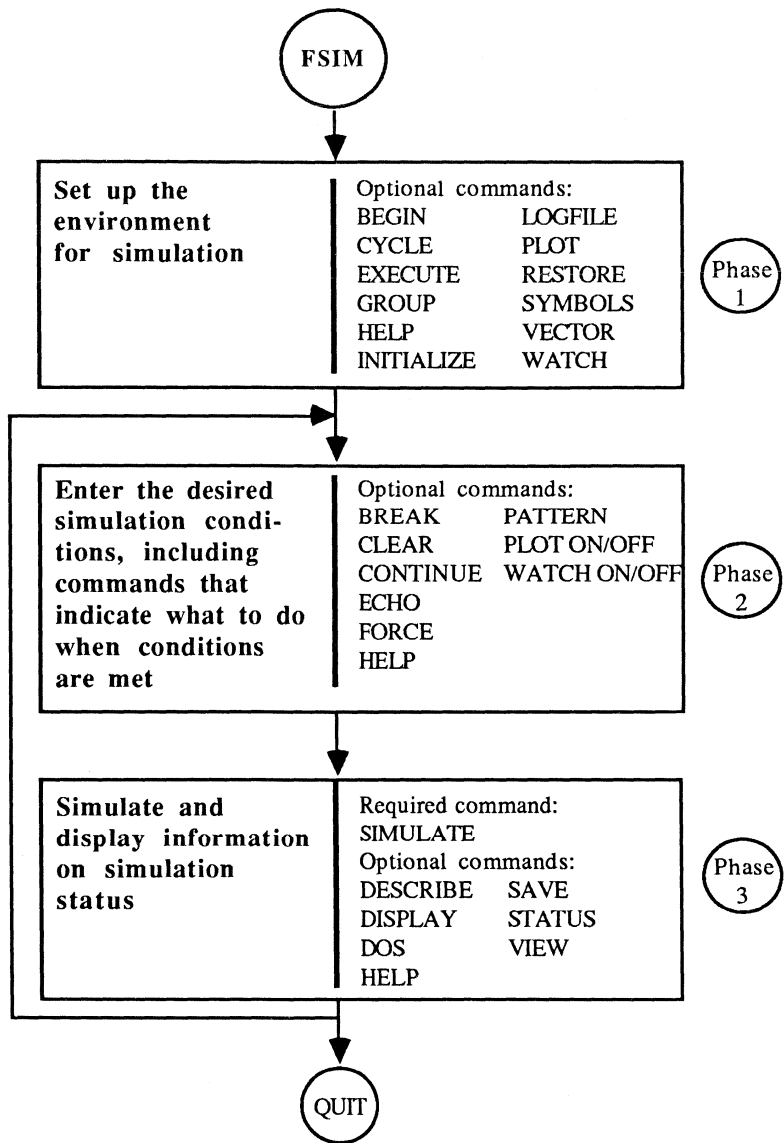 FSIM
Set up the
environment
for simulation
Optional commands:
BEGIN LOGFILE
CYCLE PLOT
EXECUTE RESTORE
GROUP SYMBOLS
HELP VECTOR
INITIALIZE WATCH
Phase
1
Enter the desired
simulation condi-
tions, including
commands that
indicate what to do
when conditions
are met
Optional commands:
BREAK PATTERN
CLEAR PLOT ON/OFF
CONTINUE WATCH ON/OFF
ECHO
FORCE
HELP
Phase
2
Simulate and
display information
on simulation
status
Required command:
SIMULATE
Optional commands:
DESCRIBE SAVE
DISPLAY STATUS
DOS VIEW
HELP
Phase
3
QUIT